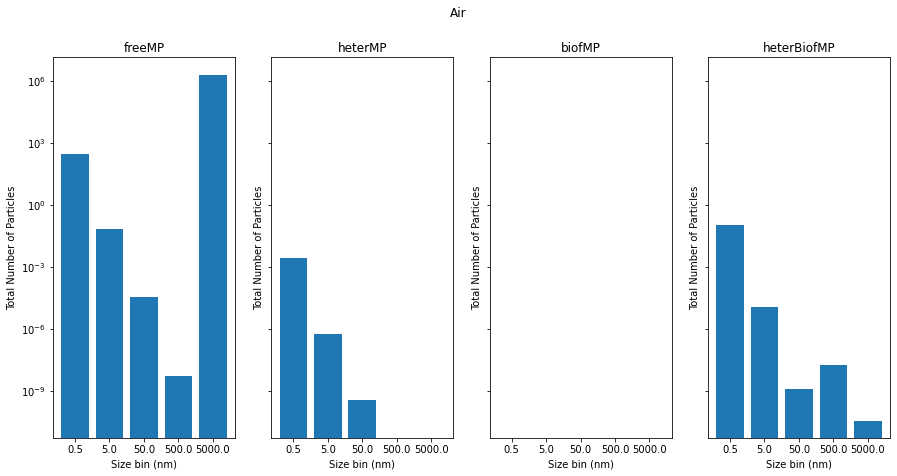 Air
freeMP
heterMP
biofMP
heterBiofMP
Total Number of Particles
10^6
10^3
10^0
10^-3
10^-6
10^-9
0.5 5.0 50.0 500.0 5000.0
Size bin (nm)
Total Number of Particles
0.5 5.0 50.0 500.0 5000.0
Size bin (nm)
Total Number of Particles
0.5 5.0 50.0 500.0 5000.0
Size bin (nm)
Total Number of Particles
0.5 5.0 50.0 500.0 5000.0
Size bin (nm)